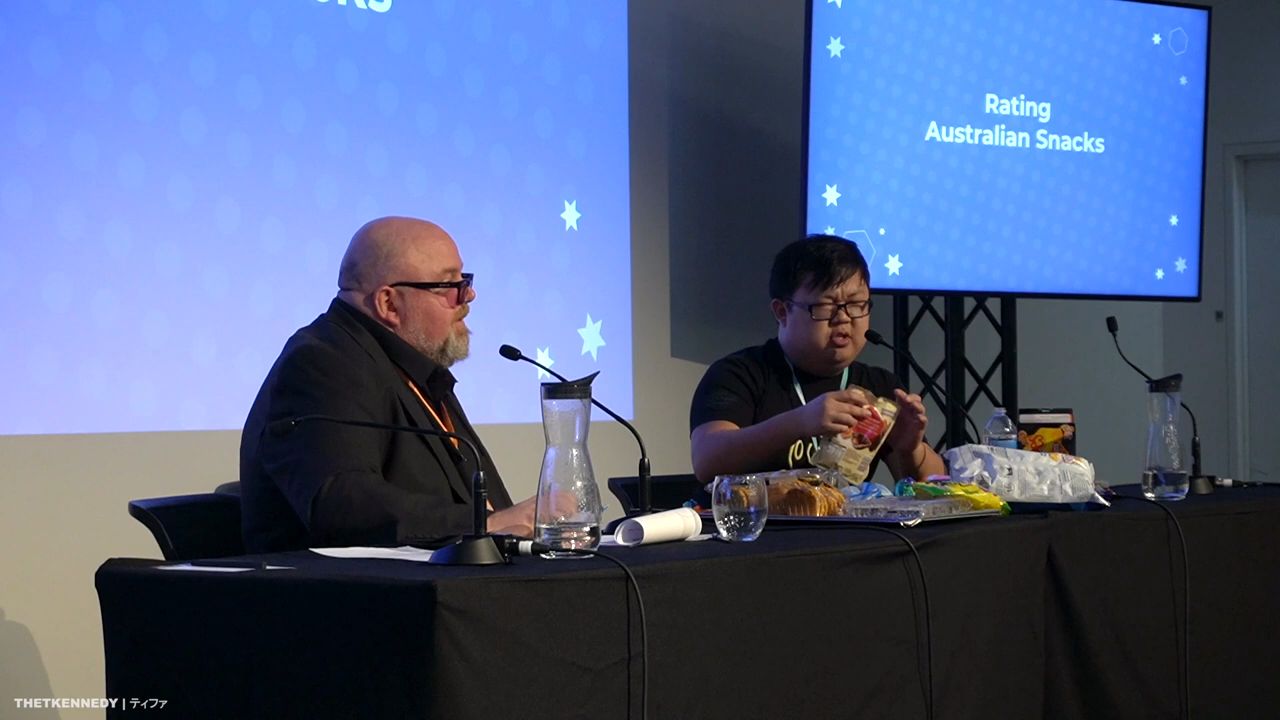 Rating
Australian Snacks
THETKENNEDY | ティファ